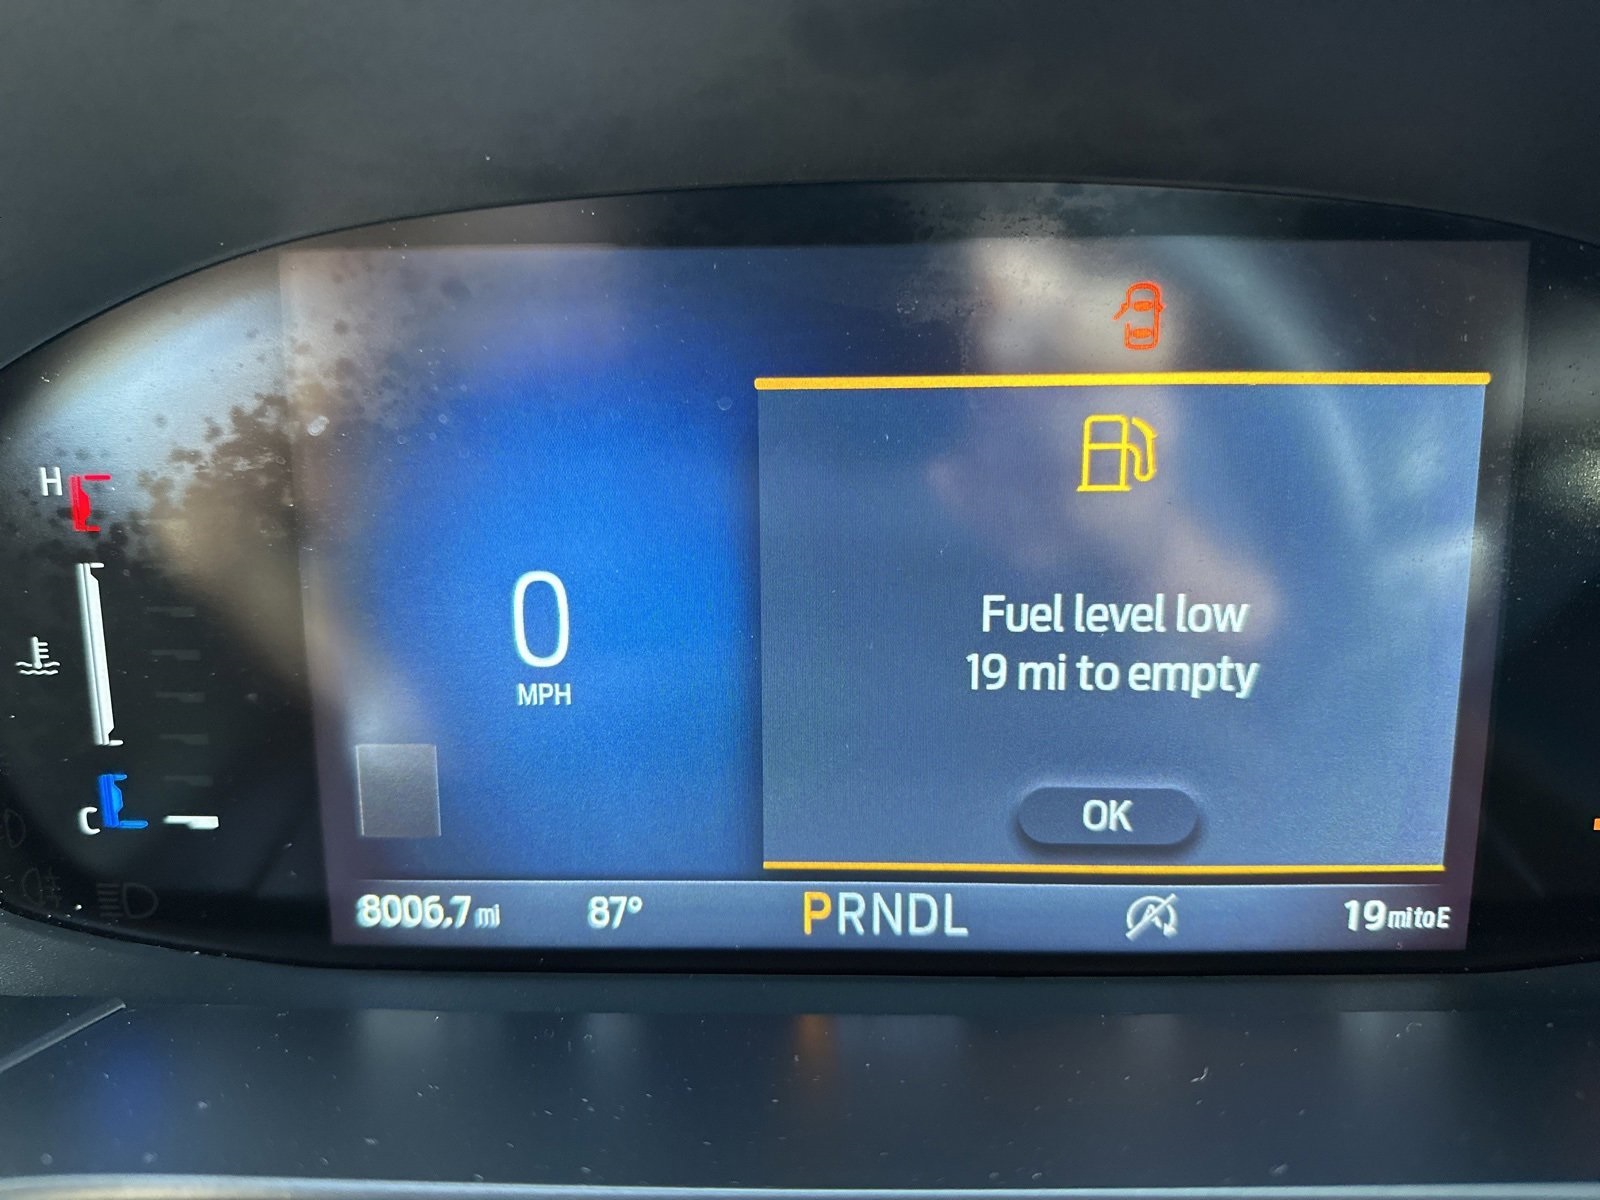 H
0
MPH
Fuel level low
19 mi to empty
OK
C
8006.7 mi 87° PRNDL 19 mi to E